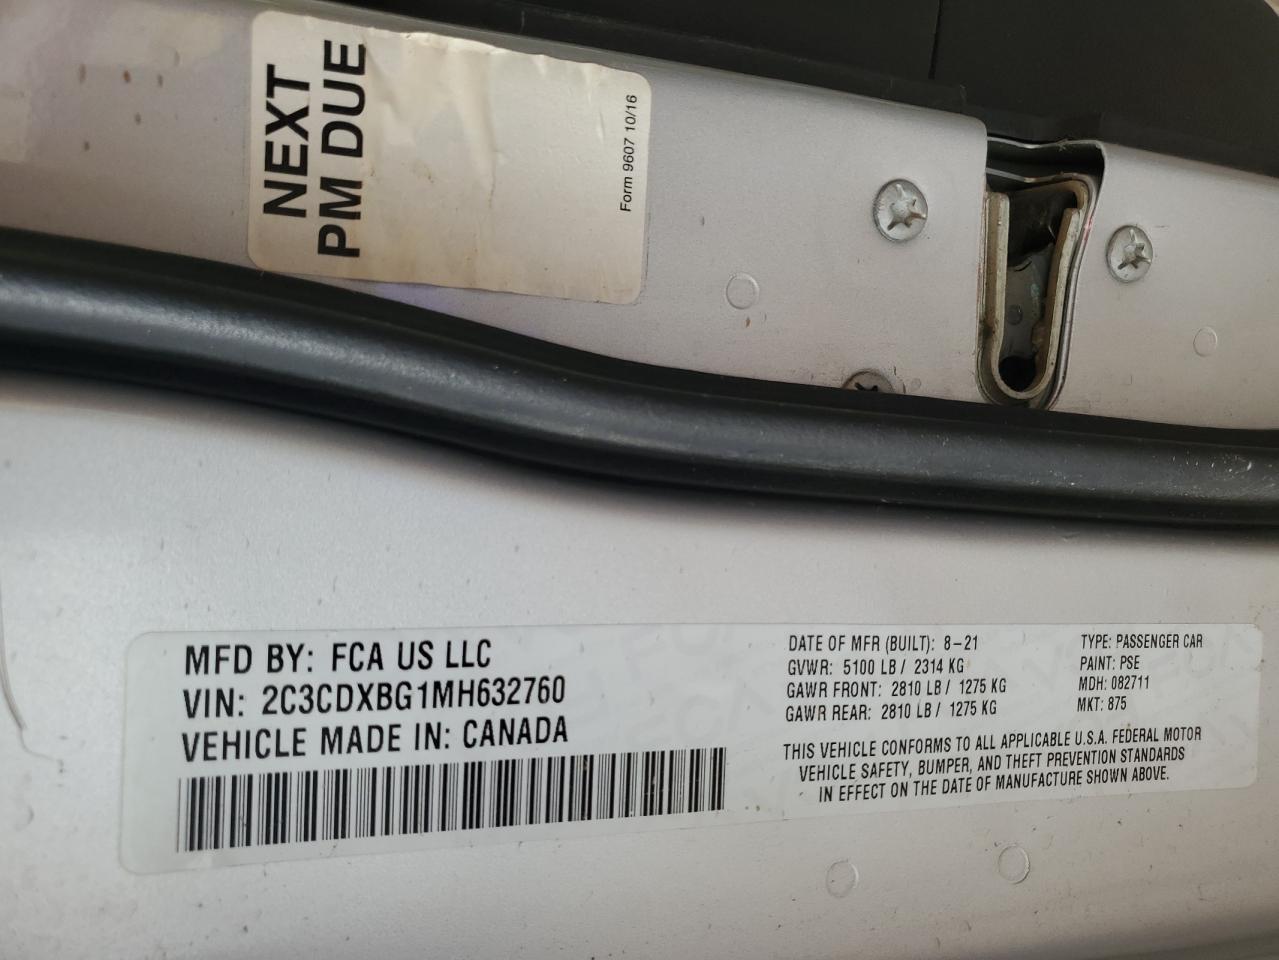 NEXT
PM DUE
Form 9607 10/16
MFD BY: FCA US LLC
VIN: 2C3CDXBG1MH632760
VEHICLE MADE IN: CANADA
DATE OF MFR (BUILT): 8-21
GVWR: 5100 LB / 2314 KG
GAWR FRONT: 2810 LB / 1275 KG
GAWR REAR: 2810 LB / 1275 KG
TYPE: PASSENGER CAR
PAINT: PSE
MDH: 082711
MKT: 875
THIS VEHICLE CONFORMS TO ALL APPLICABLE U.S.A. FEDERAL MOTOR
VEHICLE SAFETY, BUMPER, AND THEFT PREVENTION STANDARDS
IN EFFECT ON THE DATE OF MANUFACTURE SHOWN ABOVE.